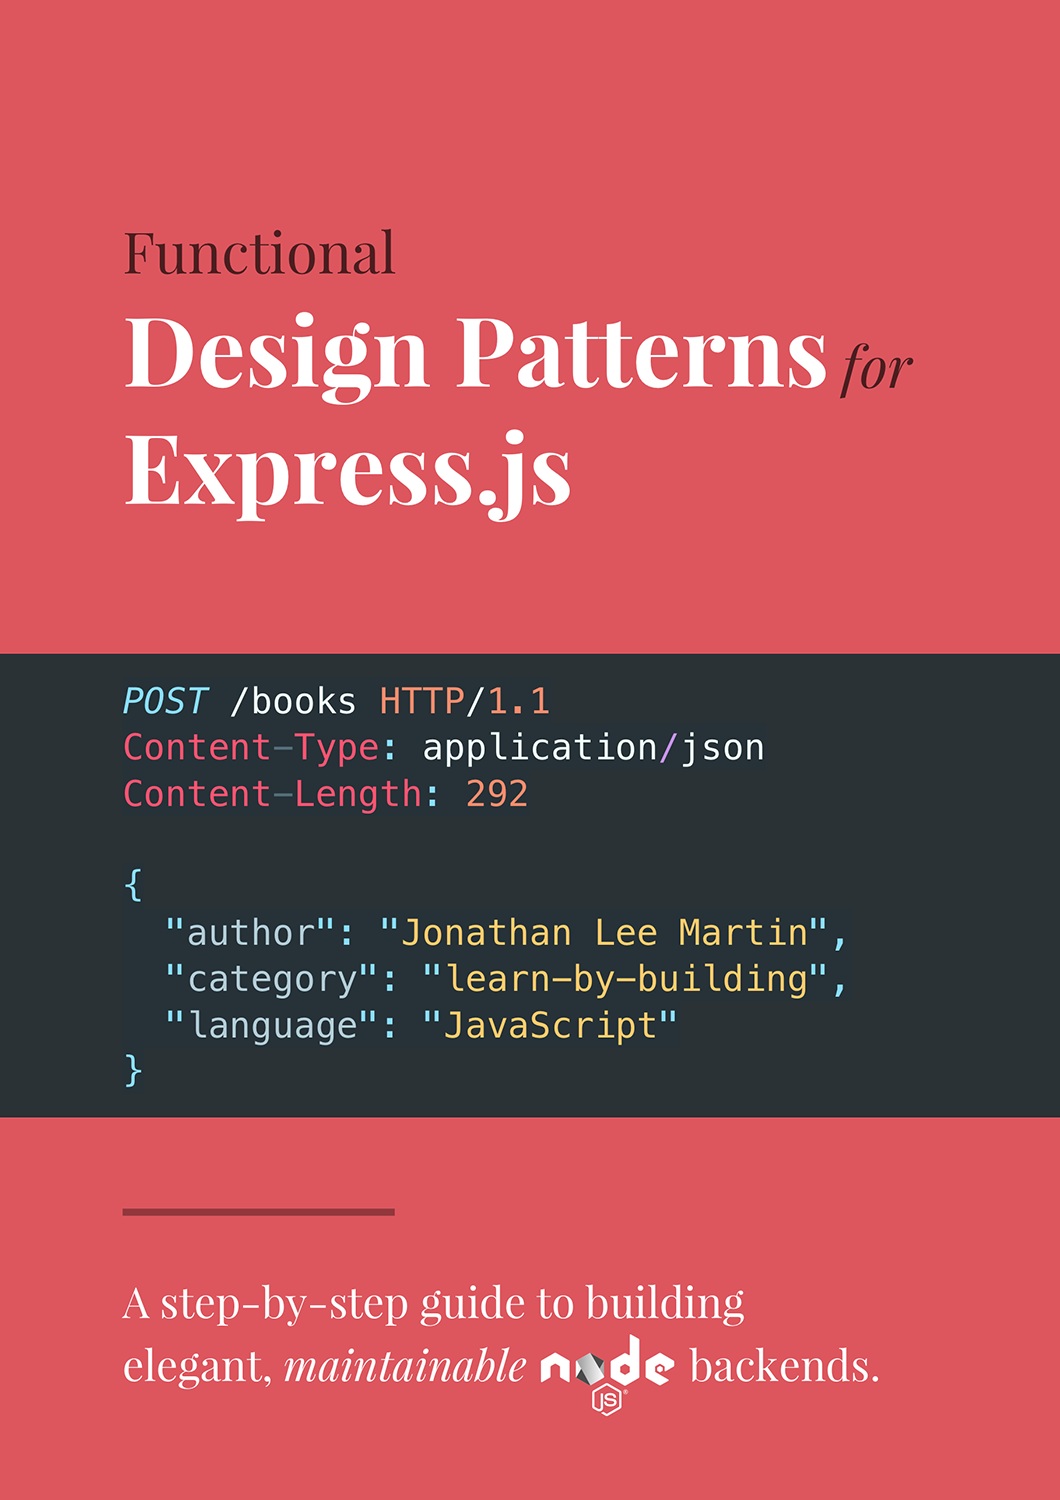 Functional
Design Patterns for
Express.js
POST /books HTTP/1.1
Content-Type: application/json
Content-Length: 292
{
"author": "Jonathan Lee Martin",
"category": "learn-by-building",
"language": "JavaScript"
}
A step-by-step guide to building
elegant, maintainable node backends.
JS